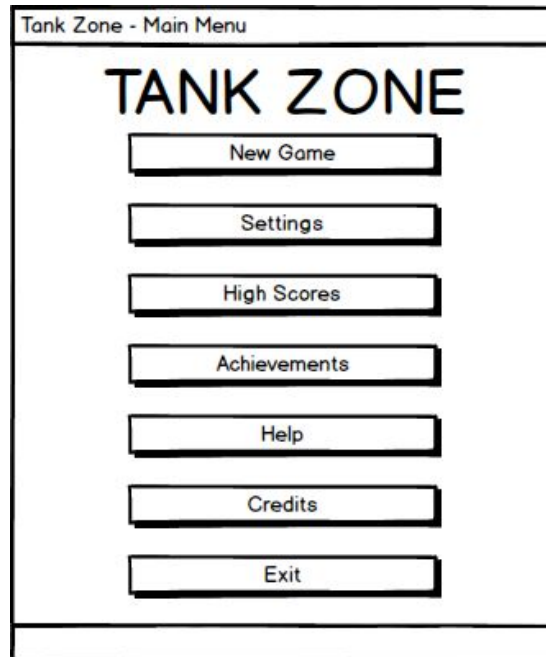 Tank Zone - Main Menu
TANK ZONE
New Game
Settings
High Scores
Achievements
Help
Credits
Exit